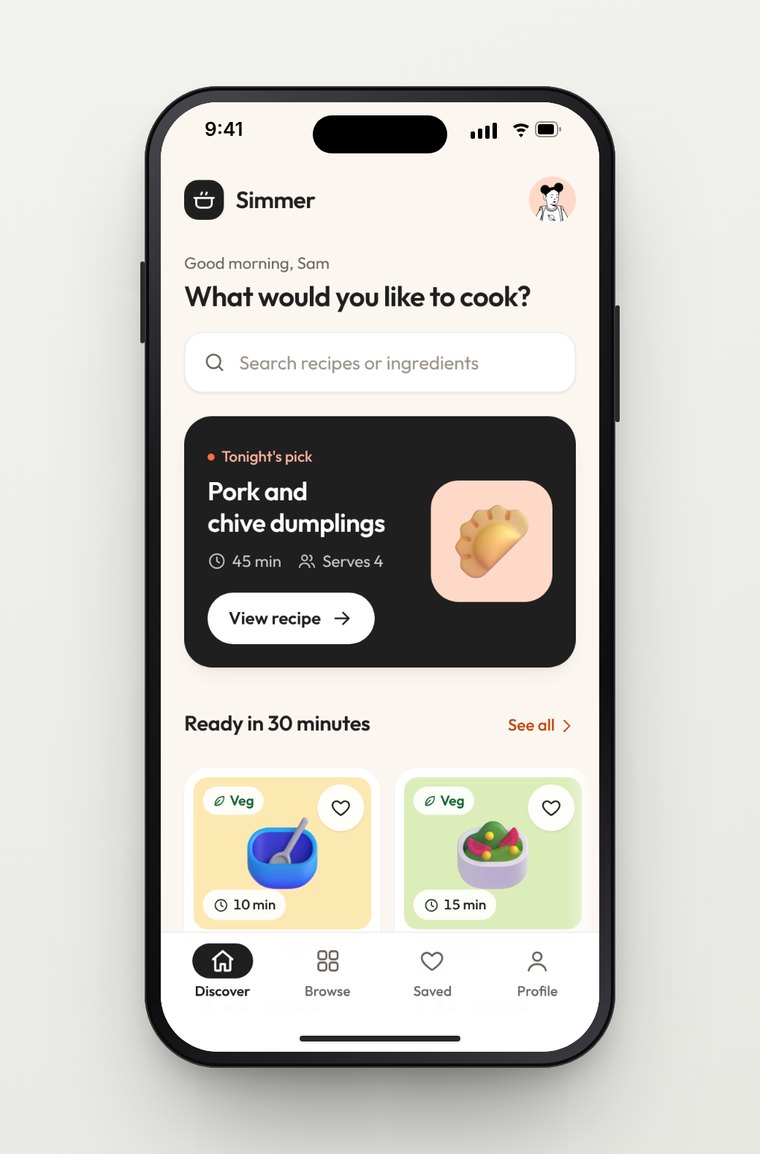 9:41
Simmer
Good morning, Sam
What would you like to cook?
Search recipes or ingredients
Tonight's pick
Pork and
chive dumplings
45 min Serves 4
View recipe
Ready in 30 minutes See all
Veg Veg
10 min 15 min
Discover Browse Saved Profile